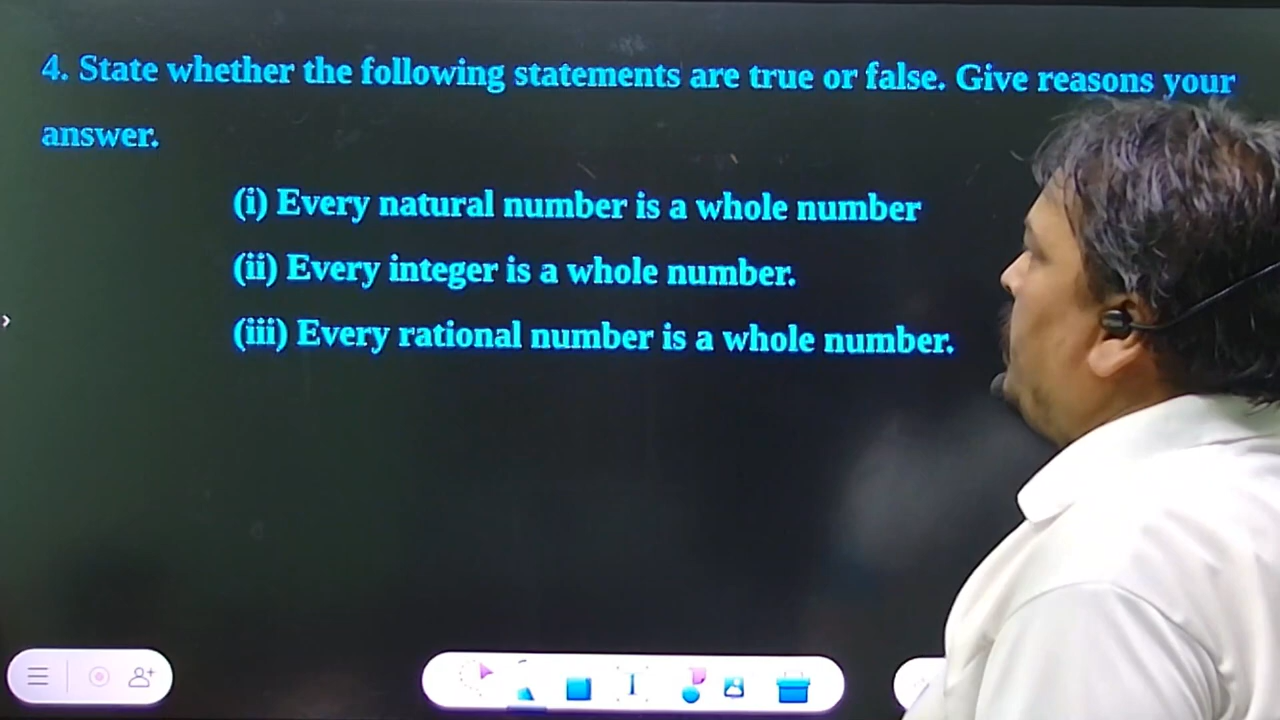 4. State whether the following statements are true or false. Give reasons your
answer.
(i) Every natural number is a whole number
(ii) Every integer is a whole number.
(iii) Every rational number is a whole number.